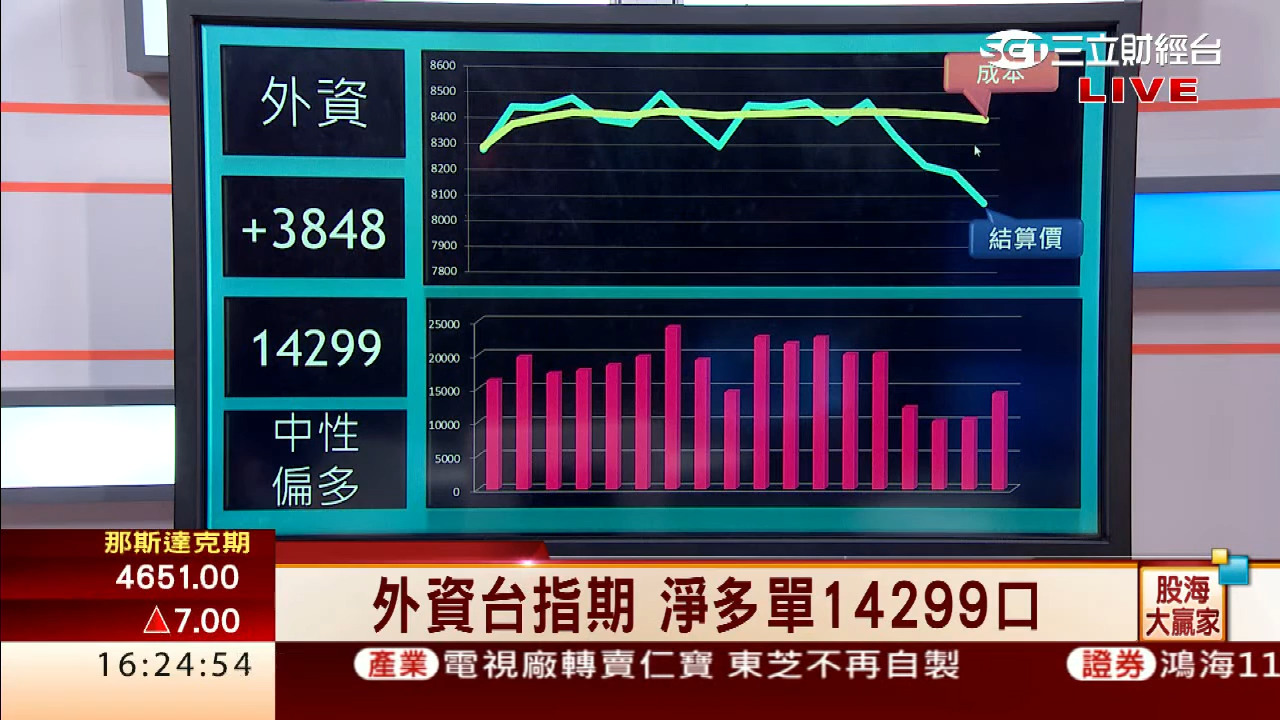 SET三立財經台
LIVE
外資
+3848
14299
中性
偏多
8600
8500
8400
8300
8200
8100
8000
7900
7800
成本
結算價
25000
20000
15000
10000
5000
0
那斯達克期
4651.00
△7.00
16:24:54
外資台指期 淨多單14299口
股海
大贏家
產業 電視廠轉賣仁寶 東芝不再自製
證券 鴻海11